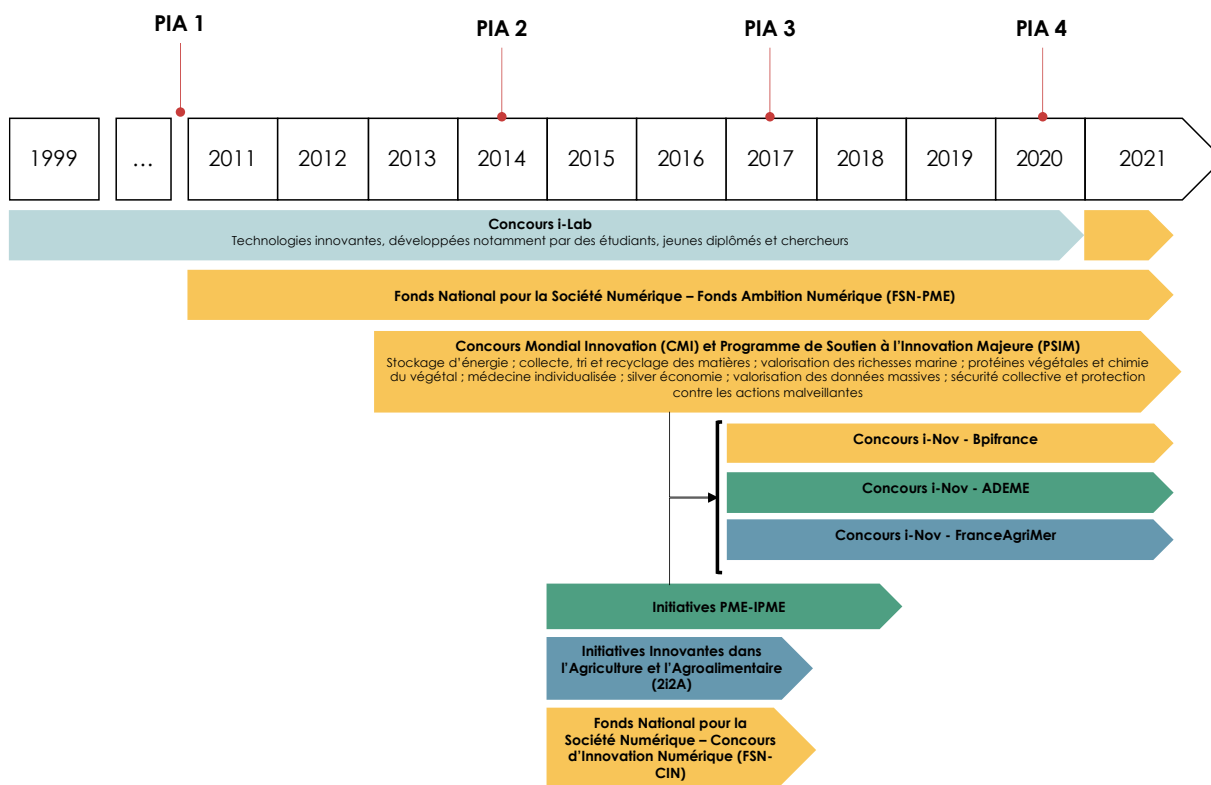 PIA 1
PIA 2
PIA 3
PIA 4
1999
...
2011
2012
2013
2014
2015
2016
2017
2018
2019
2020
2021
Concours i-Lab
Technologies innovantes, développées notamment par des étudiants, jeunes diplômés et chercheurs
Fonds National pour la Société Numérique – Fonds Ambition Numérique (FSN-PME)
Concours Mondial Innovation (CMI) et Programme de Soutien à l'Innovation Majeure (PSIM)
Stockage d'énergie ; collecte, tri et recyclage des matières ; valorisation des richesses marine ; protéines végétales et chimie
du végétal ; médecine individualisée ; silver économie ; valorisation des données massives ; sécurité collective et protection
contre les actions malveillantes
Concours i-Nov - Bpifrance
Concours i-Nov - ADEME
Concours i-Nov - FranceAgriMer
Initiatives PME-IPME
Initiatives Innovantes dans
l'Agriculture et l'Agroalimentaire
(2i2A)
Fonds National pour la
Société Numérique – Concours
d'Innovation Numérique (FSN-
CIN)